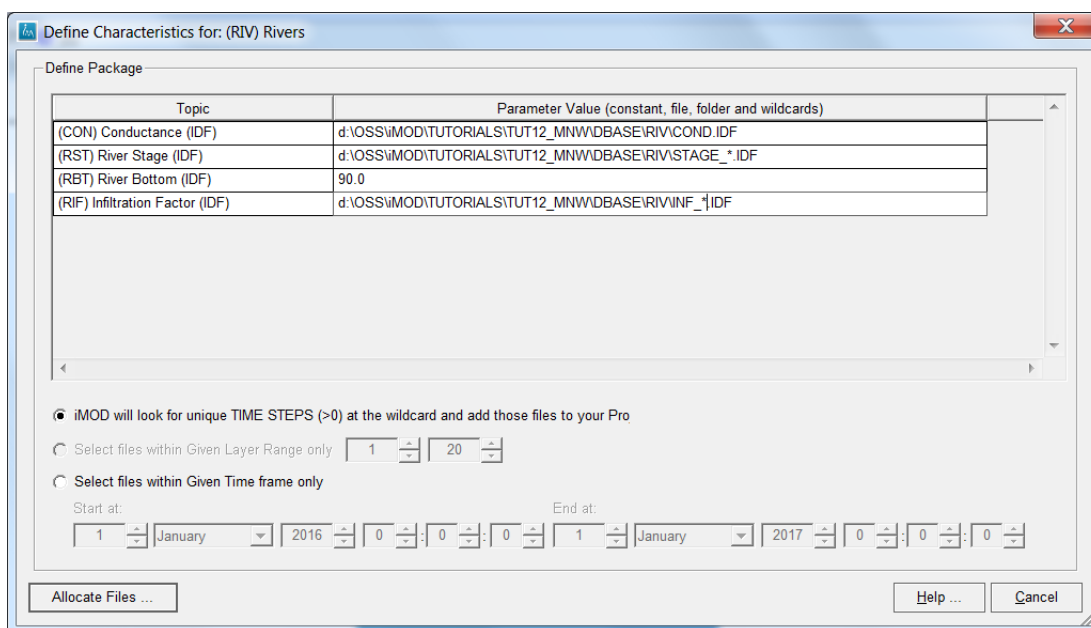 Define Characteristics for: (RIV) Rivers
Define Package
Topic Parameter Value (constant, file, folder and wildcards)
(CON) Conductance (IDF) d:\OSS\iMOD\TUTORIALS\TUT12_MNW\DBASE\RIV\COND.IDF
(RST) River Stage (IDF) d:\OSS\iMOD\TUTORIALS\TUT12_MNW\DBASE\RIV\STAGE_*.IDF
(RBT) River Bottom (IDF) 90.0
(RIF) Infiltration Factor (IDF) d:\OSS\iMOD\TUTORIALS\TUT12_MNW\DBASE\RIV\INF_*.IDF
iMOD will look for unique TIME STEPS (>0) at the wildcard and add those files to your Pro
Select files within Given Layer Range only 1 20
Select files within Given Time frame only
Start at: End at:
1 January 2016 0 : 0 : 0 1 January 2017 0 : 0 : 0
Allocate Files ... Help ... Cancel